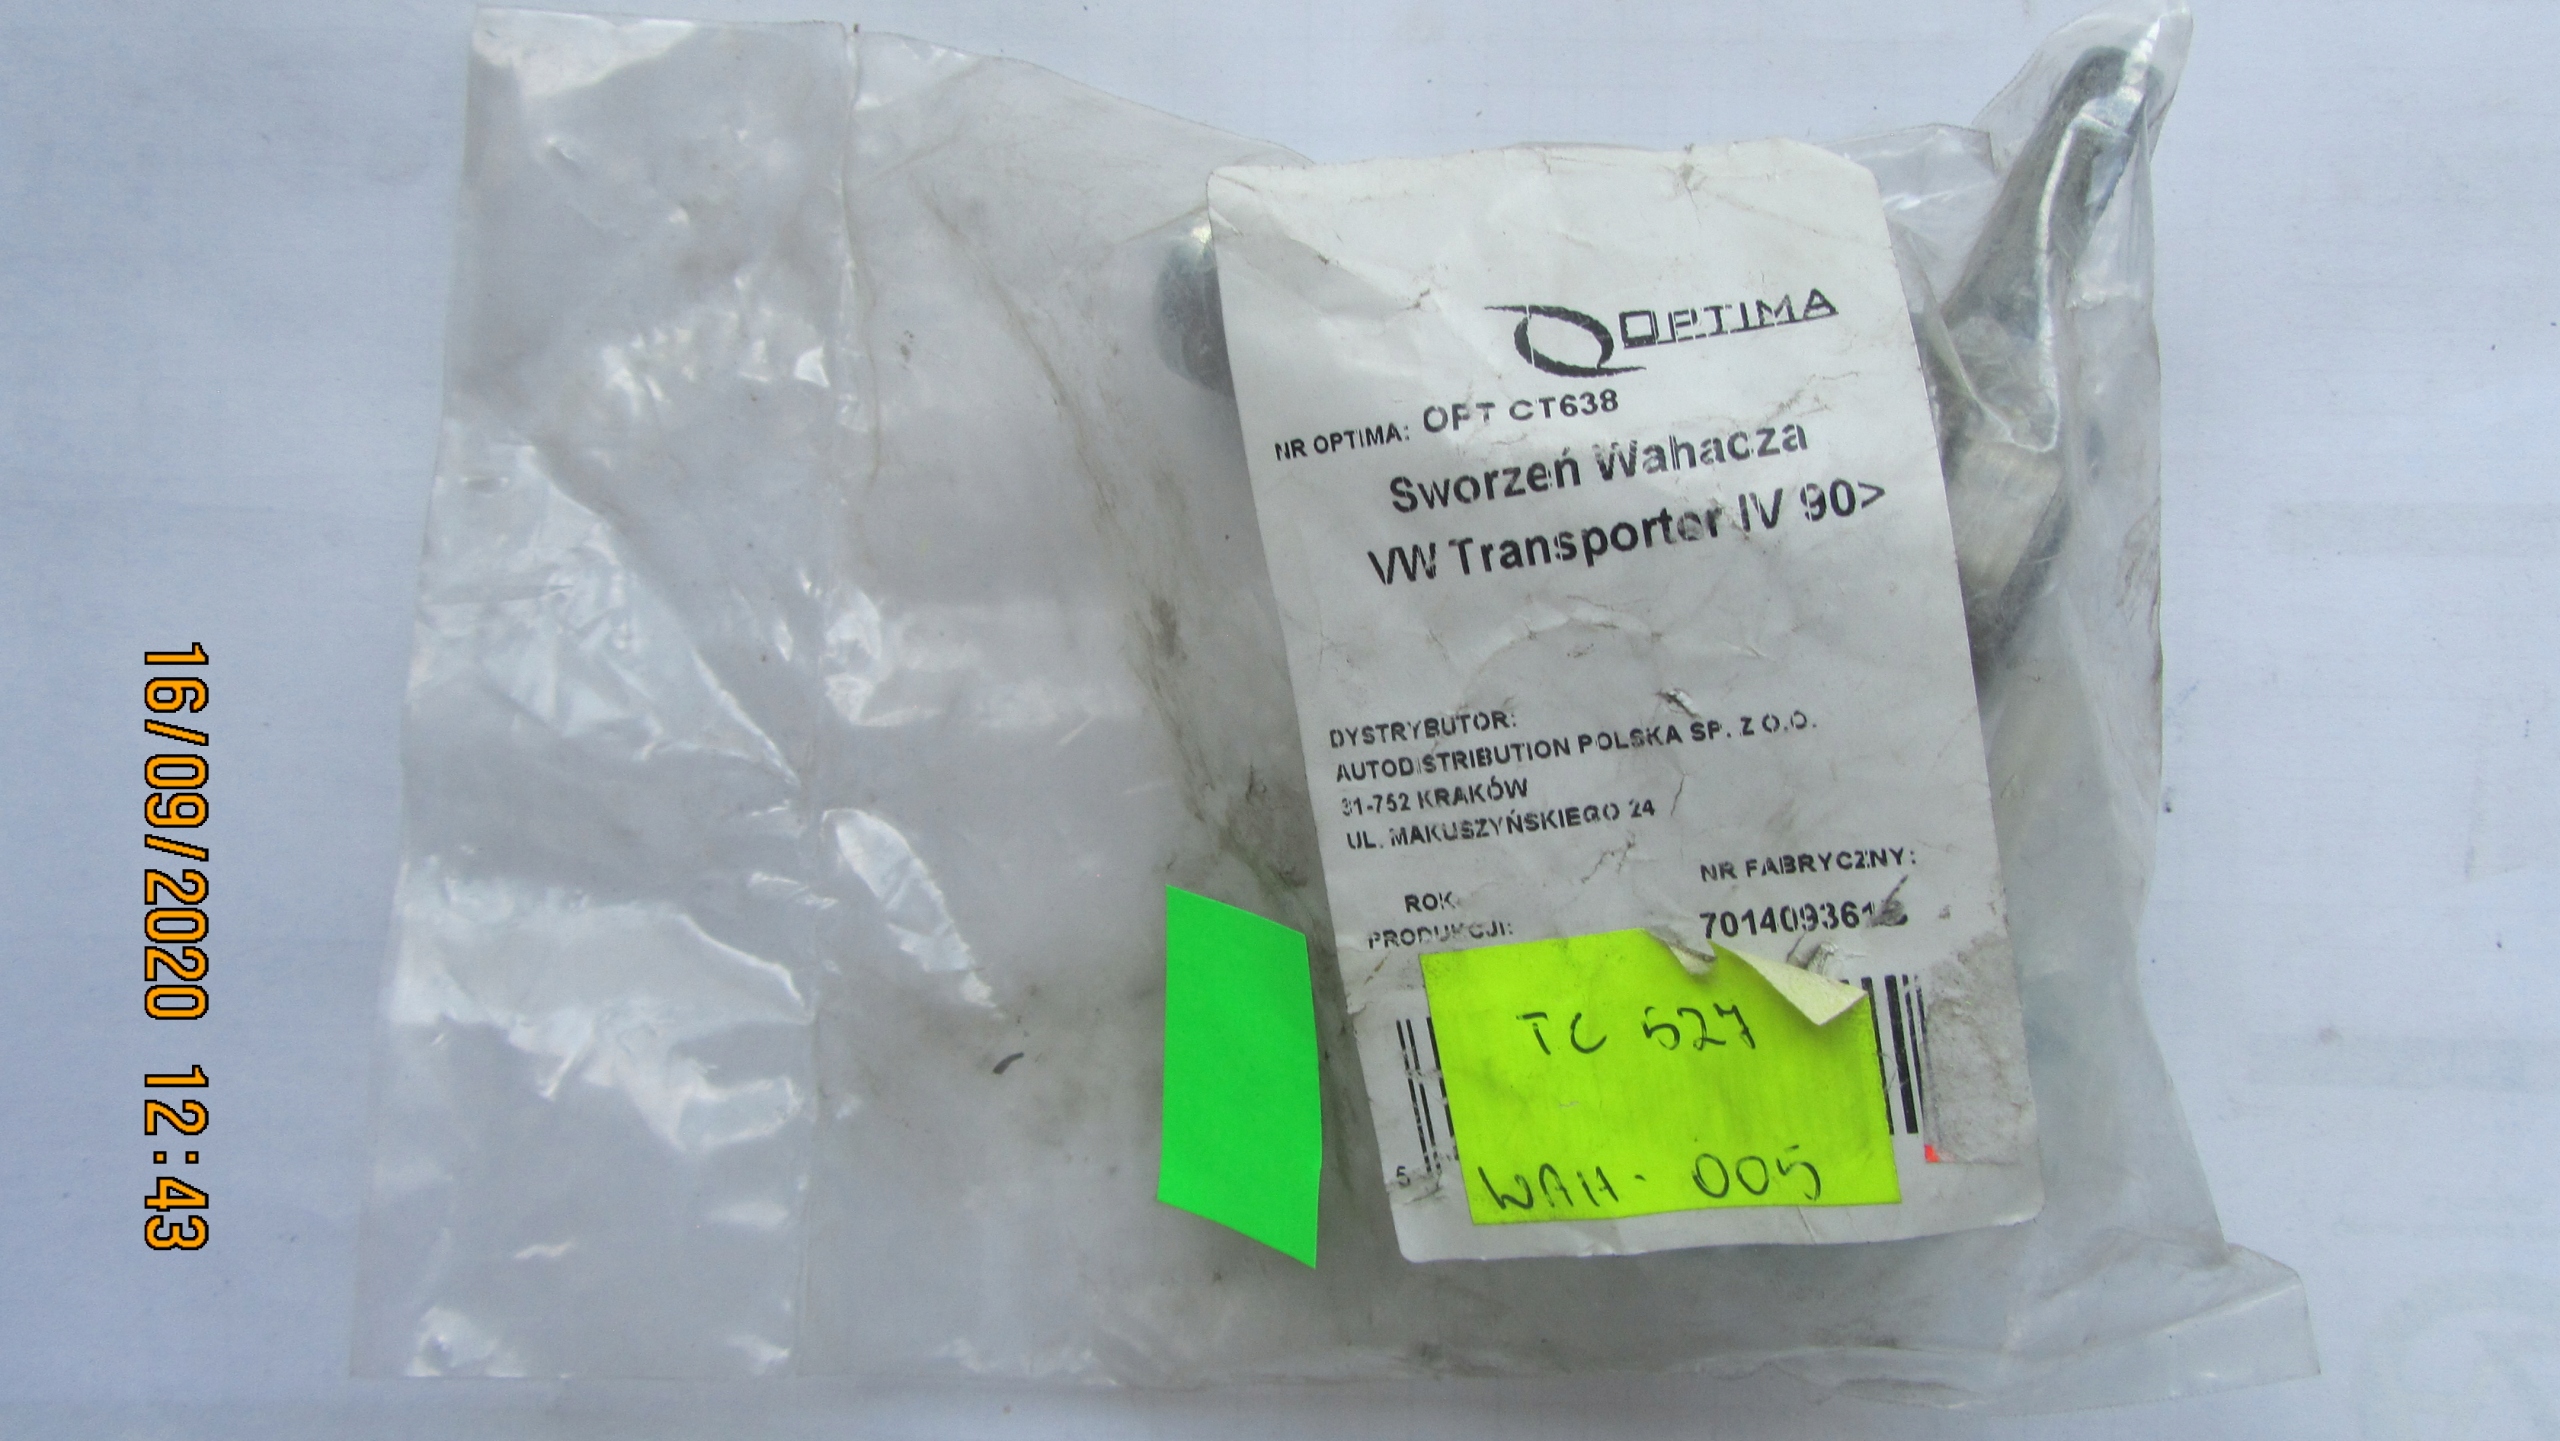 OPTIMA
NR OPTIMA: OPT CT638
Sworzeń Wahacza
VW Transporter IV 90>
DYSTRYBUTOR:
AUTODISTRIBUTION POLSKA SP. Z O.O.
31-752 KRAKÓW
UL. MAKUSZYŃSKIEGO 24
ROK
PRODUKCJI:
NR FABRYCZNY:
TC 527
WAH - 005
5
16/09/2020 12:43